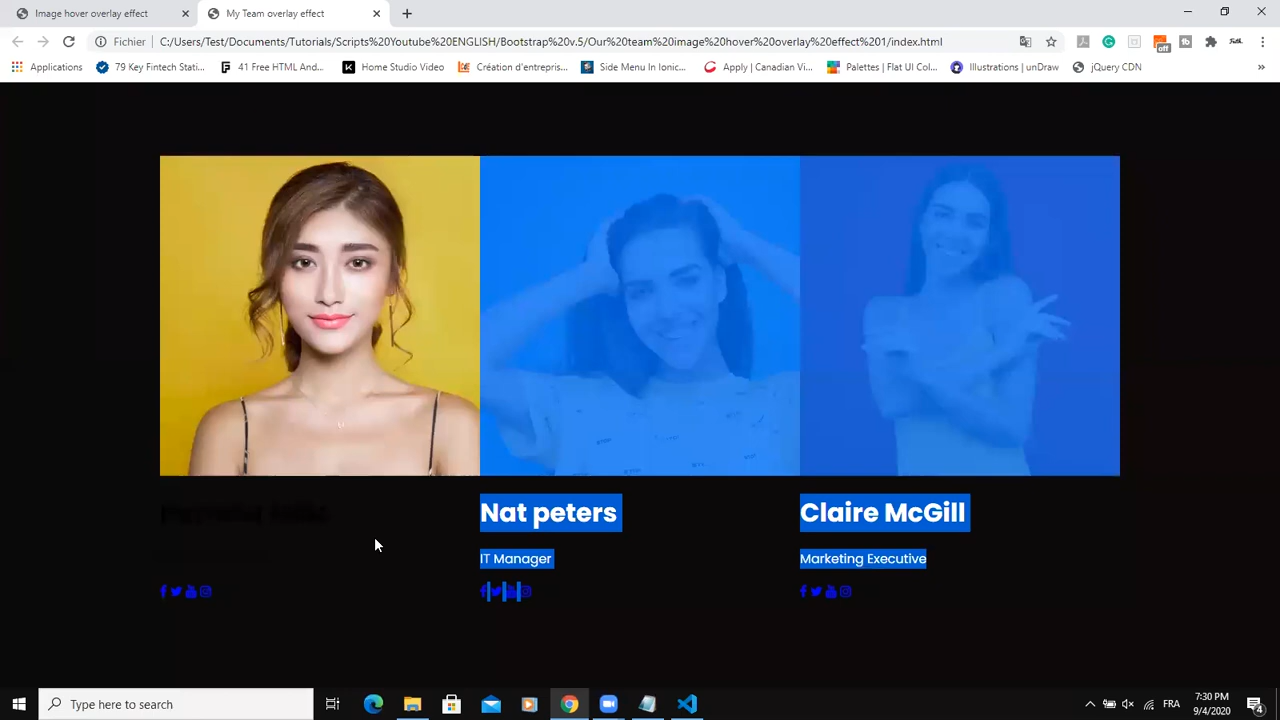 Image hover overlay effect
My Team overlay effect
Fichier C:/Users/Test/Documents/Tutorials/Scripts%20Youtube%20ENGLISH/Bootstrap%20v.5/Our%20team%20image%20hover%20overlay%20effect%201/index.html
off
Applications 79 Key Fintech Stati... 41 Free HTML And... Home Studio Video Création d'entrepris... Side Menu In Ionic... Apply | Canadian Vi... Palettes | Flat UI Col... Illustrations | unDraw jQuery CDN
Nat peters
Claire McGill
IT Manager
Marketing Executive
Type here to search
FR
7:30 PM
9/4/2020
4